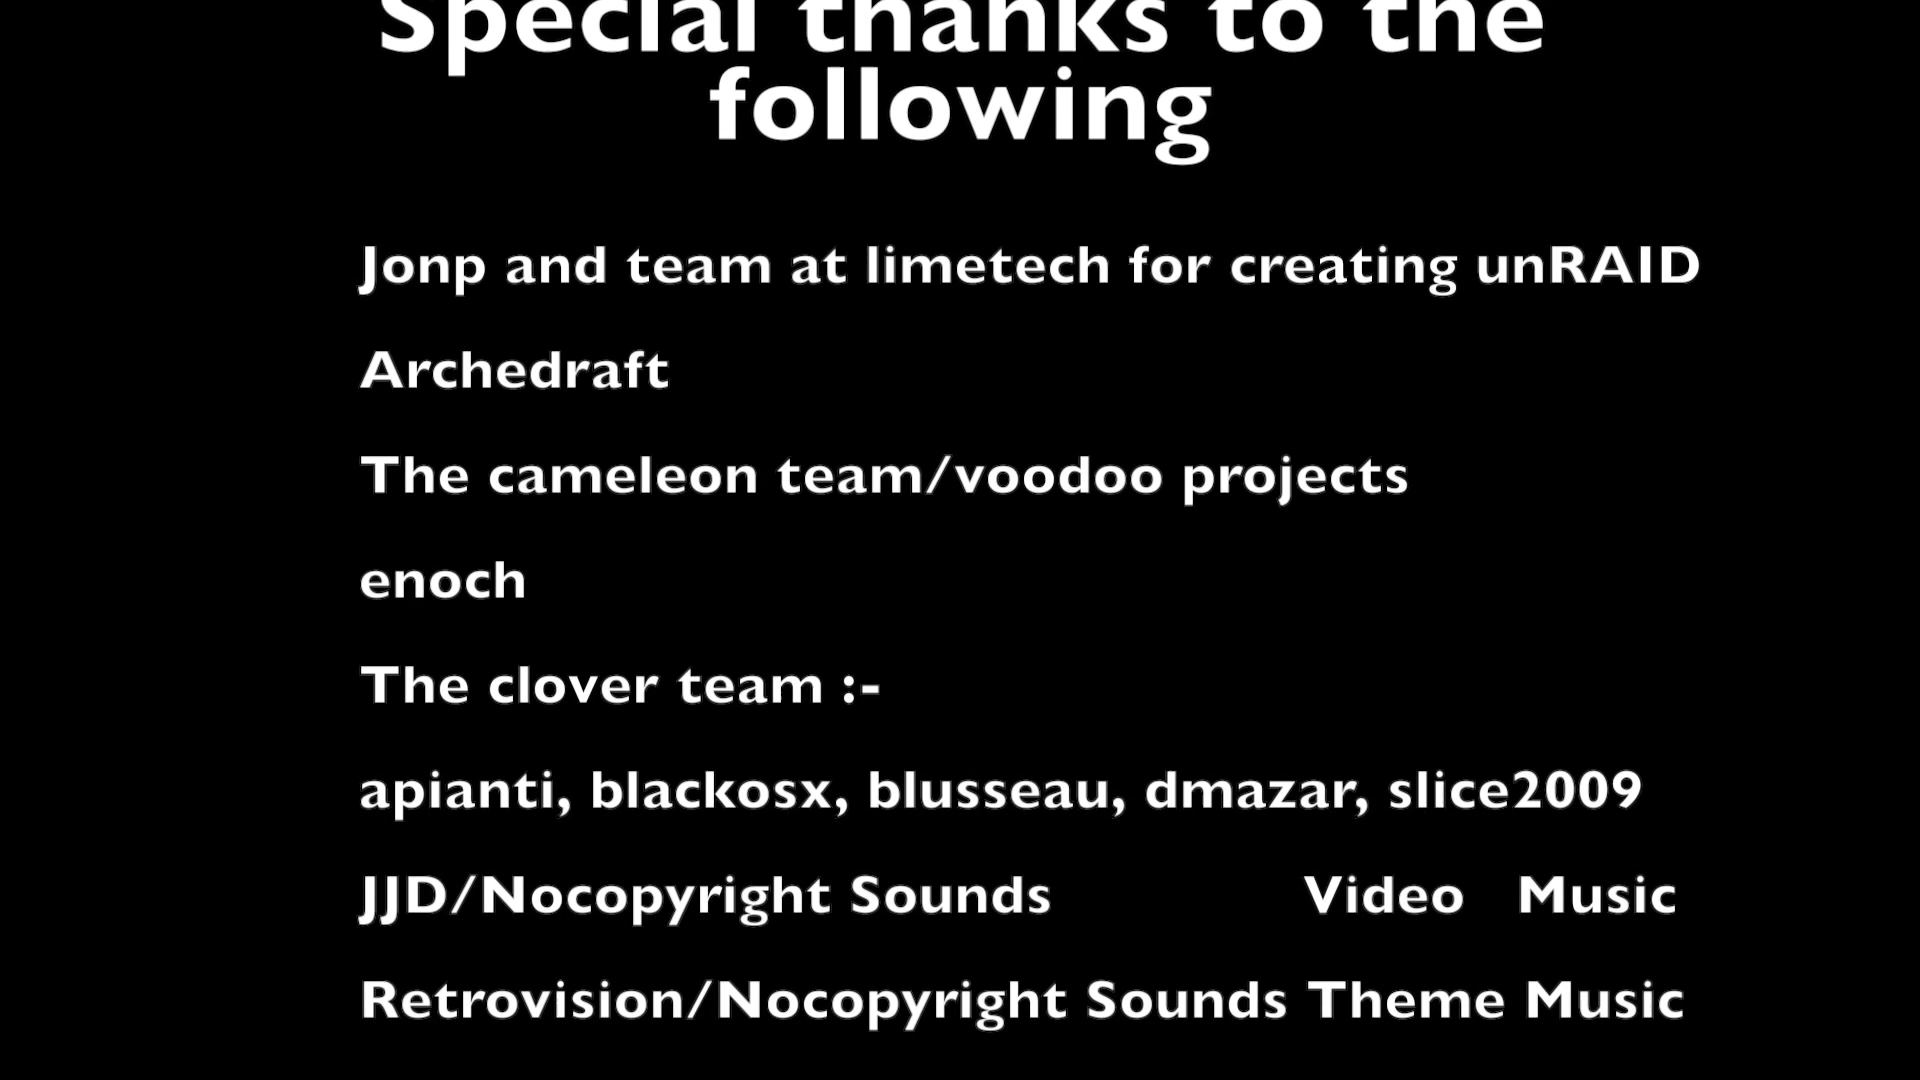 Special thanks to the
following
Jonp and team at limetech for creating unRAID
Archedraft
The cameleon team/voodoo projects
enoch
The clover team :-
apianti, blackosx, blusseau, dmazar, slice2009
JJD/Nocopyright Sounds Video Music
Retrovision/Nocopyright Sounds Theme Music